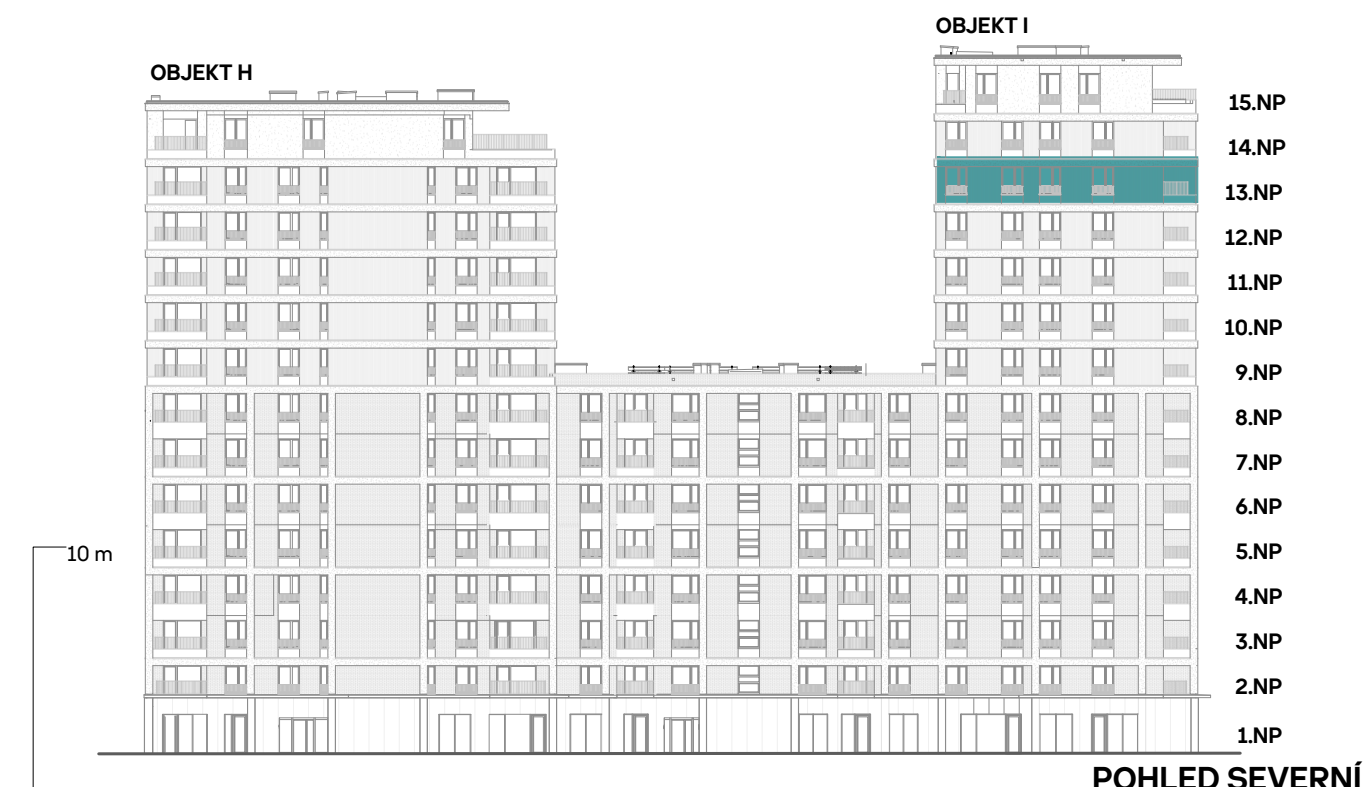 OBJEKT I
OBJEKT H
15.NP
14.NP
13.NP
12.NP
11.NP
10.NP
9.NP
8.NP
7.NP
6.NP
5.NP
10 m
4.NP
3.NP
2.NP
1.NP
POHLED SEVERNÍ